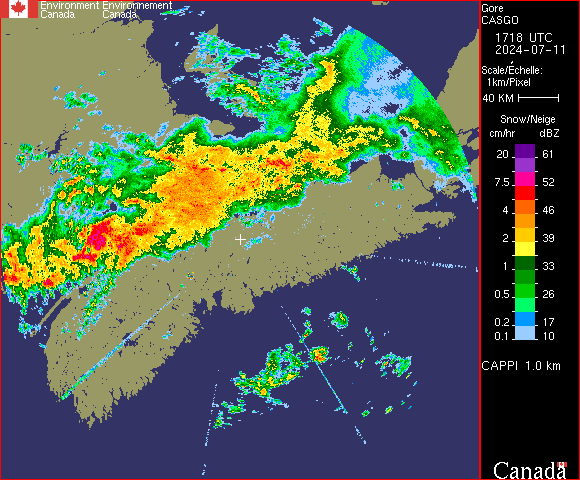 Environment Environnement
Canada Canada
Gore
CASGO
1718 UTC
2024-07-11
Scale/Échelle:
1km/Pixel
40 KM
Snow/Neige
cm/hr dBZ
20 61
7.5 52
4 46
2 39
1 33
0.5 26
0.2 17
0.1 10
CAPPI 1.0 km
Canada